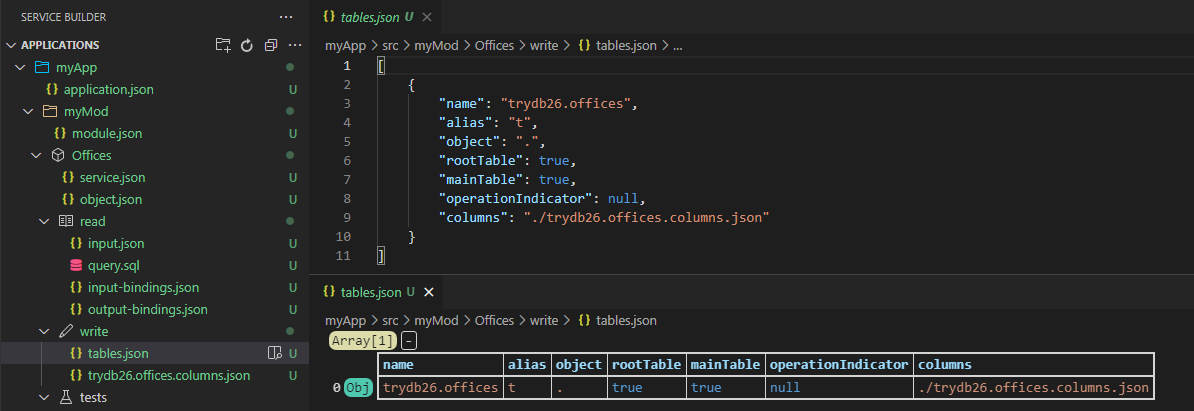 SERVICE BUILDER ···
APPLICATIONS ···
myApp
application.json U
myMod
module.json U
Offices
service.json U
object.json U
read
input.json U
query.sql U
input-bindings.json U
output-bindings.json U
write
tables.json U
trydb26.offices.columns.json U
tests
{} tables.json U ×
myApp > src > myMod > Offices > write > {} tables.json > ...
1 [
2 {
3 "name": "trydb26.offices",
4 "alias": "t",
5 "object": ".",
6 "rootTable": true,
7 "mainTable": true,
8 "operationIndicator": null,
9 "columns": "./trydb26.offices.columns.json"
10 }
11 ]
{} tables.json U ×
myApp > src > myMod > Offices > write > {} tables.json
Array[1] -
name alias object rootTable mainTable operationIndicator columns
0 Obj trydb26.offices t . true true null ./trydb26.offices.columns.json